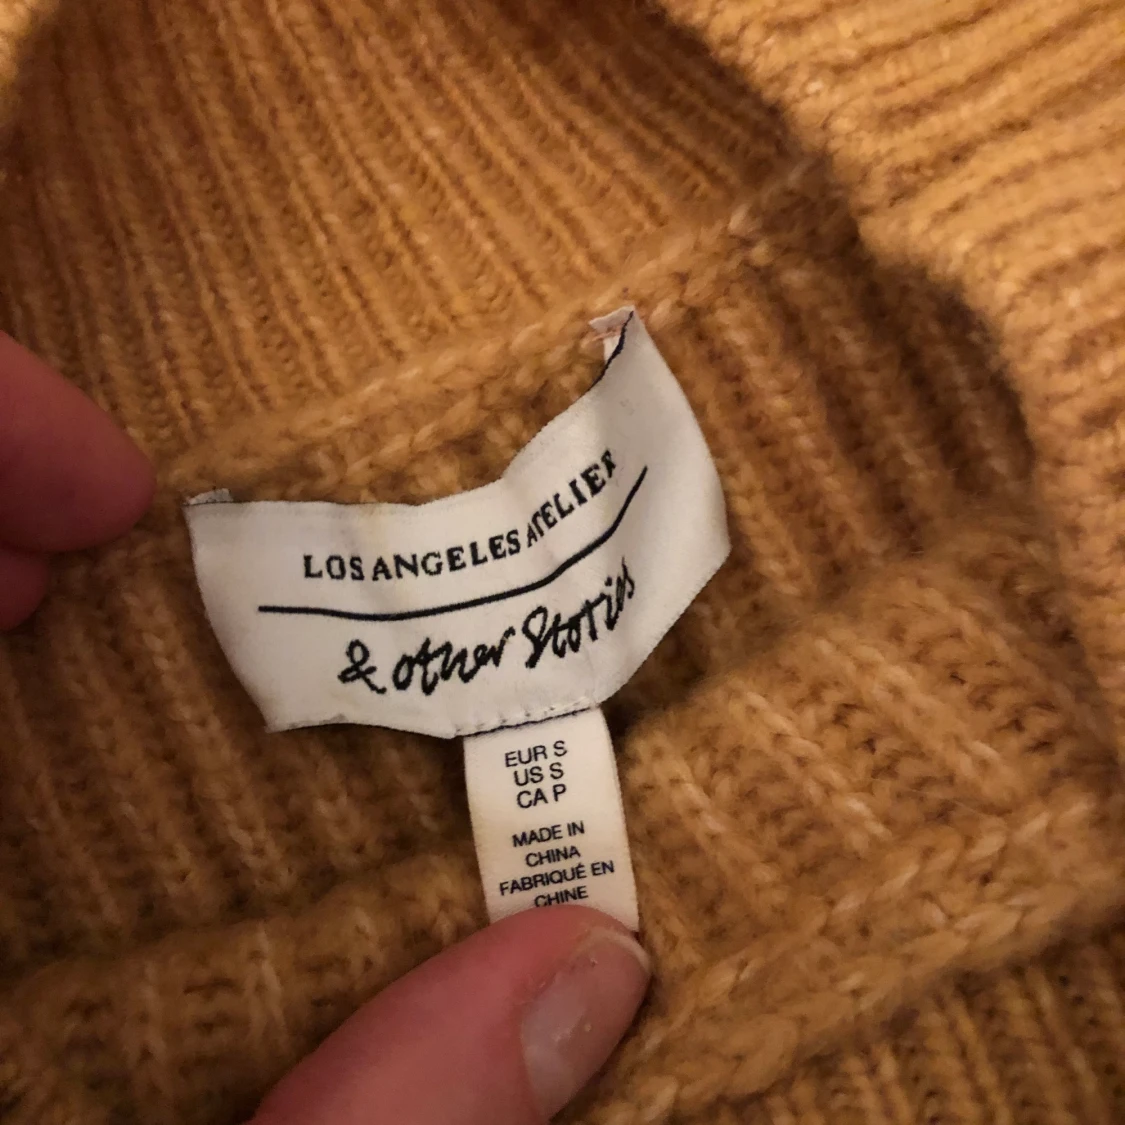 LOS ANGELES ATELIER
& other Stories
EUR S
US S
CA P
MADE IN
CHINA
FABRIQUÉ EN
CHINE